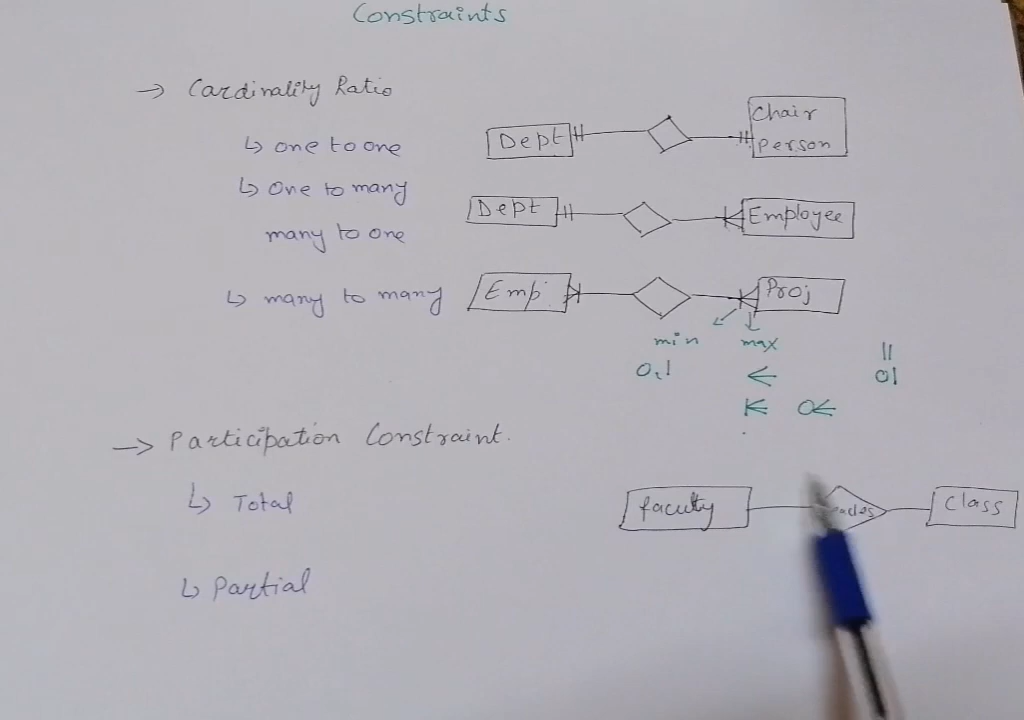 Constraints
→ Cardinality Ratio
↳ one to one
Dept
Chair
Person
↳ One to many
Dept
Employee
many to one
↳ many to many
Emp
Proj
min
max
0,1
→ Participation Constraint.
↳ Total
faculty
Class
↳ Partial